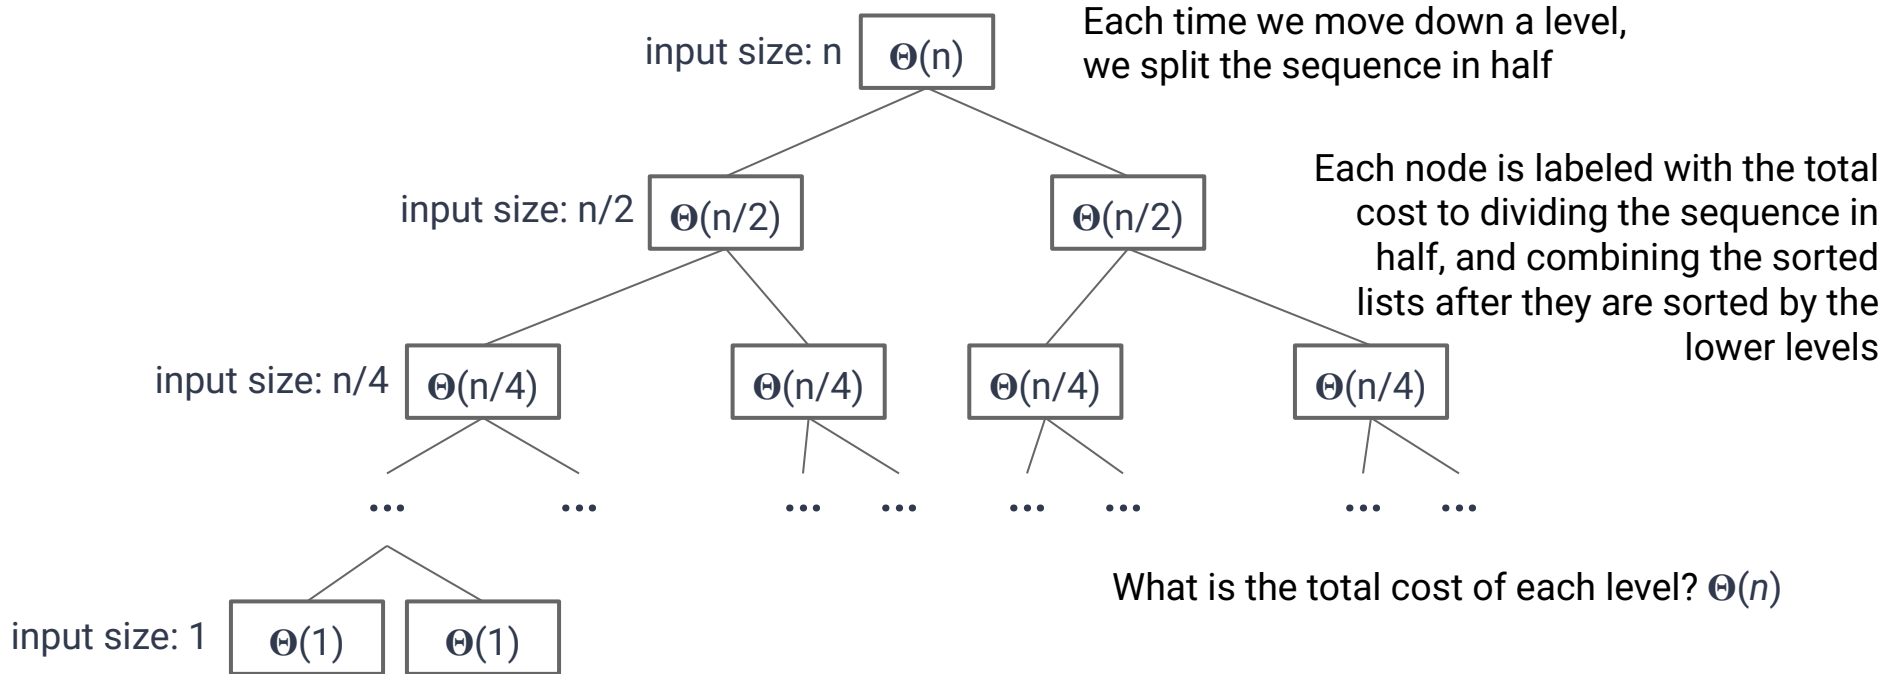 input size: n
Θ(n)
Each time we move down a level,
we split the sequence in half
input size: n/2
Θ(n/2)
Θ(n/2)
Each node is labeled with the total
cost to dividing the sequence in
half, and combining the sorted
lists after they are sorted by the
lower levels
input size: n/4
Θ(n/4)
Θ(n/4)
Θ(n/4)
Θ(n/4)
...
...
...
...
...
...
...
...
What is the total cost of each level? Θ(n)
input size: 1
Θ(1)
Θ(1)